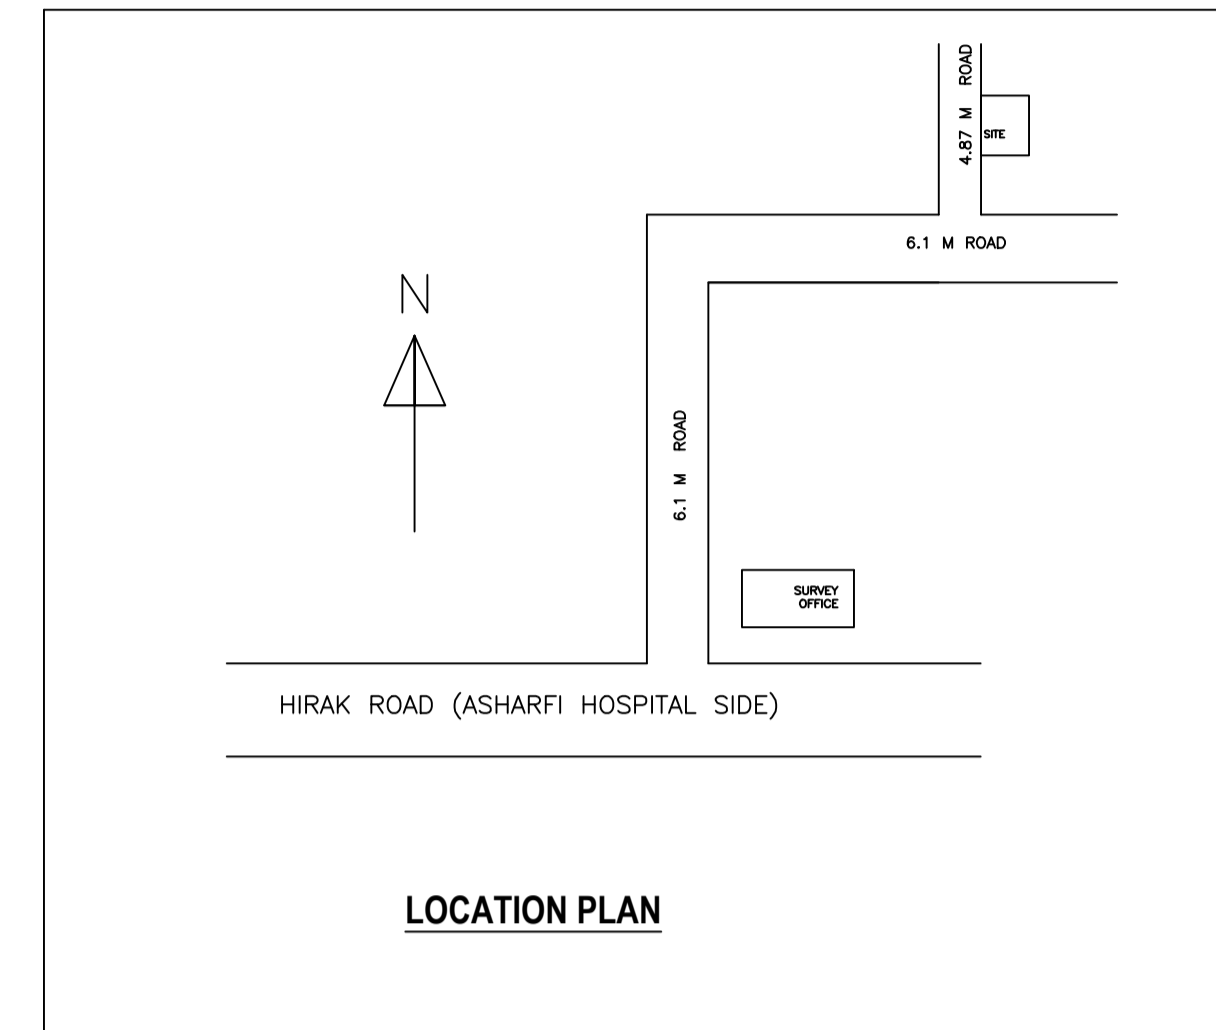 4.87 M ROAD
SITE
6.1 M ROAD
N
6.1 M ROAD
SURVEY
OFFICE
HIRAK ROAD (ASHARFI HOSPITAL SIDE)
LOCATION PLAN